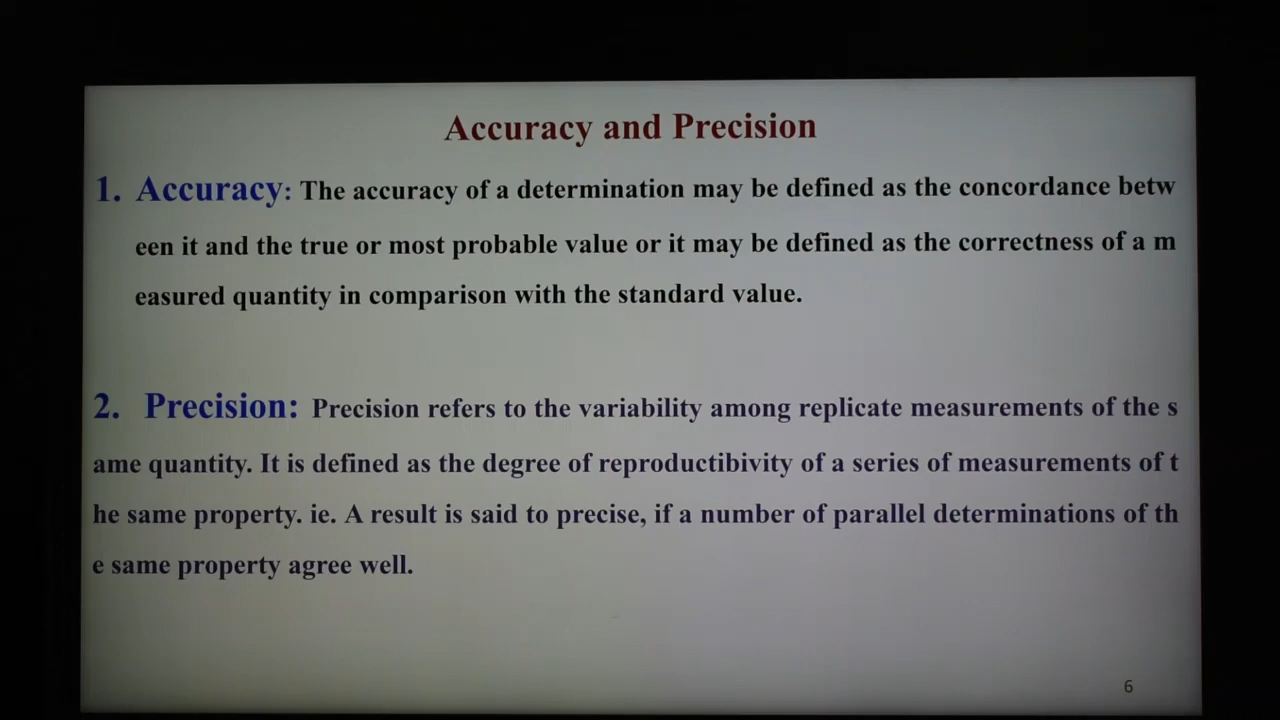 Accuracy and Precision
1. Accuracy: The accuracy of a determination may be defined as the concordance betw
een it and the true or most probable value or it may be defined as the correctness of a m
easured quantity in comparison with the standard value.
2. Precision: Precision refers to the variability among replicate measurements of the s
ame quantity. It is defined as the degree of reproductibivity of a series of measurements of t
he same property. ie. A result is said to precise, if a number of parallel determinations of th
e same property agree well.
6